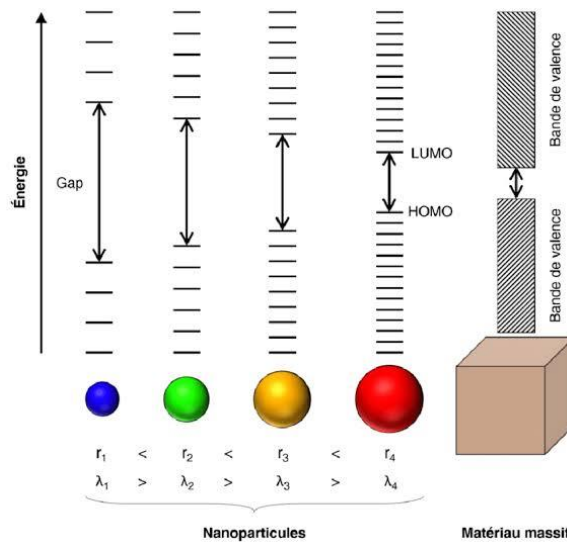 Énergie
Gap
LUMO
HOMO
Bande de valence
Bande de valence
r1 < r2 < r3 < r4
λ1 > λ2 > λ3 > λ4
Nanoparticules
Matériau massif